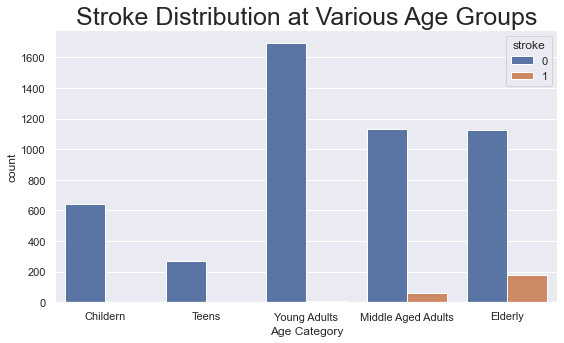 Stroke Distribution at Various Age Groups
stroke
0
1
1600
1400
1200
1000
800
600
400
200
0
count
Childern
Teens
Young Adults
Middle Aged Adults
Elderly
Age Category